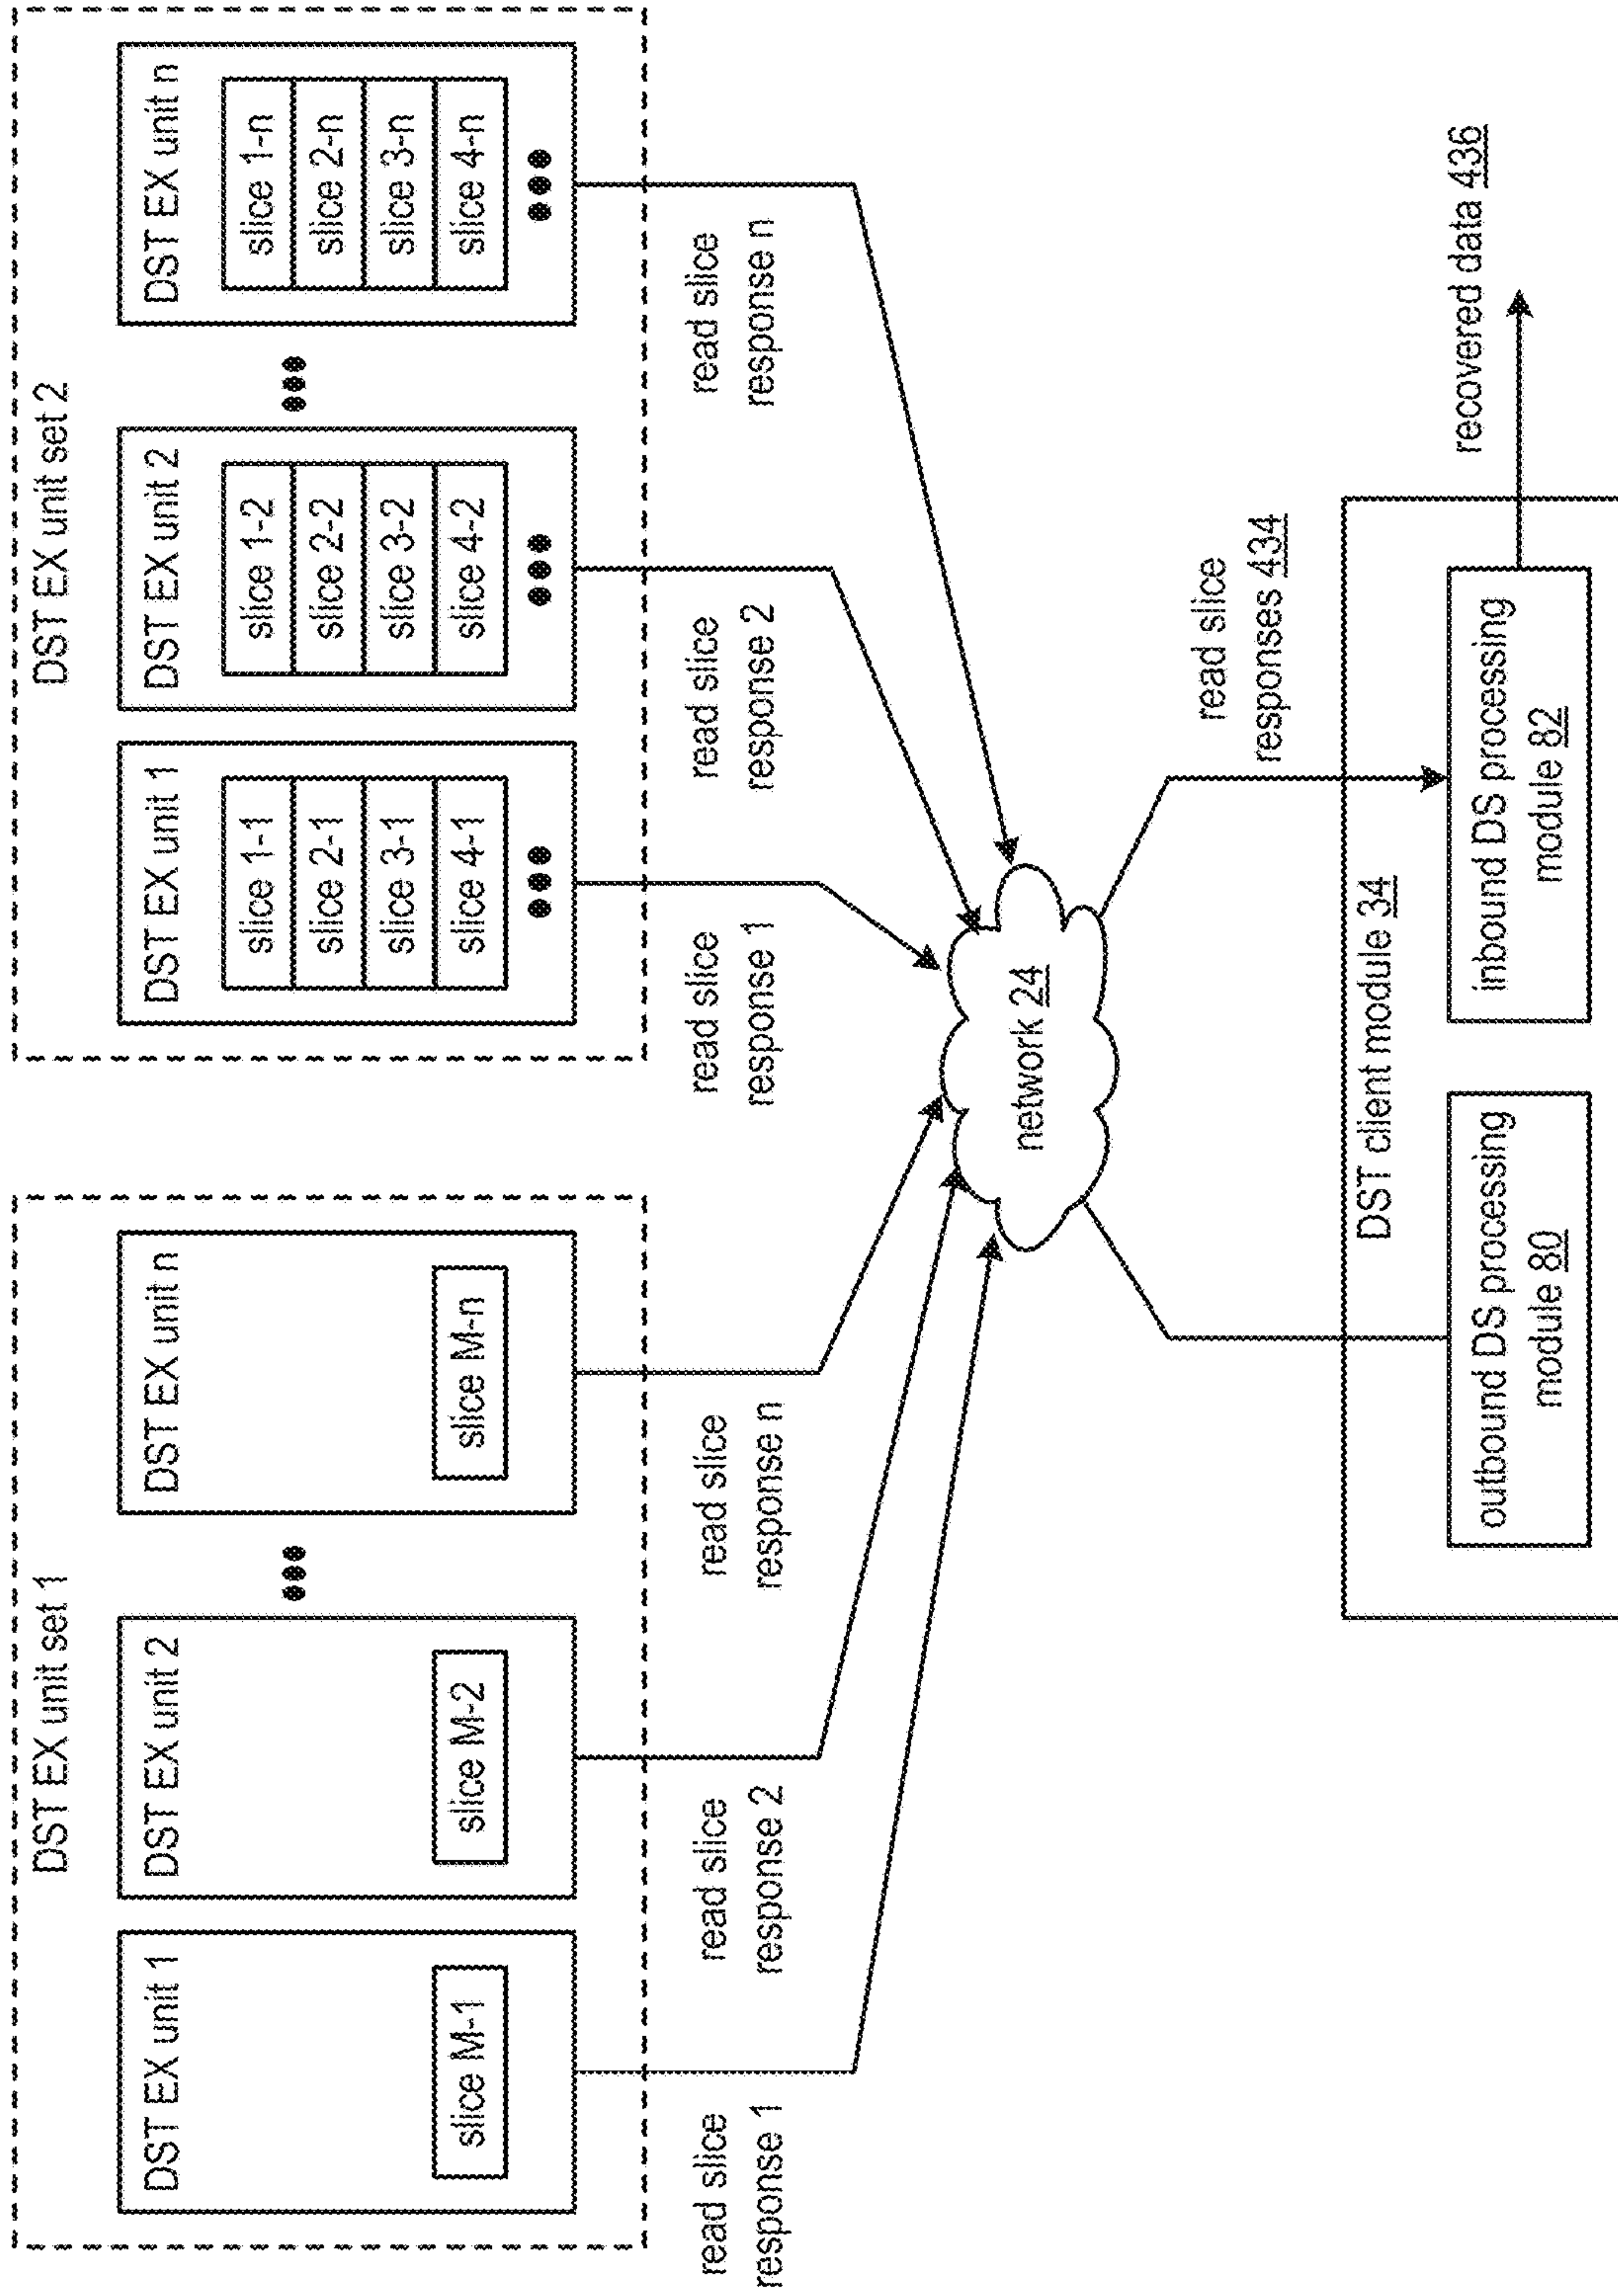 DST EX unit set 1
DST EX unit 1
slice M-1
DST EX unit 2
slice M-2
DST EX unit n
slice M-n
DST EX unit set 2
DST EX unit 1
slice 1-1
slice 2-1
slice 3-1
slice 4-1
DST EX unit 2
slice 1-2
slice 2-2
slice 3-2
slice 4-2
DST EX unit n
slice 1-n
slice 2-n
slice 3-n
slice 4-n
read slice
response 1
read slice
response 2
read slice
response n
read slice
response 1
read slice
response 2
read slice
response n
network 24
read slice
responses 434
DST client module 34
outbound DS processing
module 80
inbound DS processing
module 82
recovered data 436